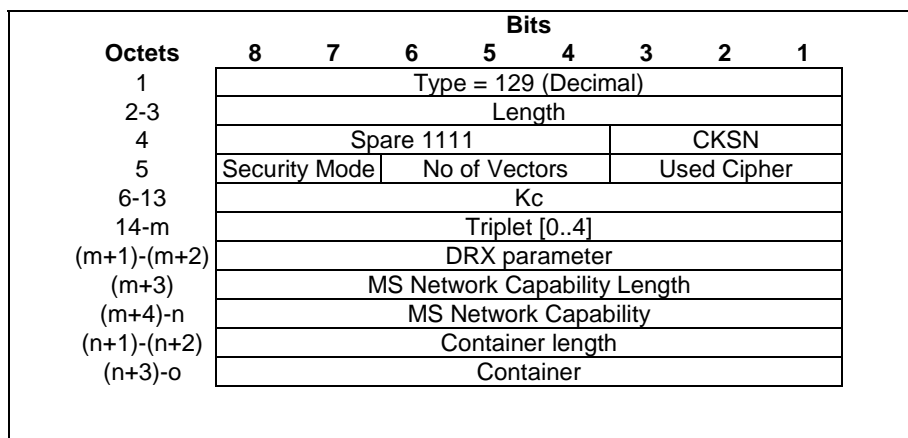 Bits
Octets 8 7 6 5 4 3 2 1
1 Type = 129 (Decimal)
2-3 Length
4 Spare 1111 CKSN
5 Security Mode No of Vectors Used Cipher
6-13 Kc
14-m Triplet [0..4]
(m+1)-(m+2) DRX parameter
(m+3) MS Network Capability Length
(m+4)-n MS Network Capability
(n+1)-(n+2) Container length
(n+3)-o Container